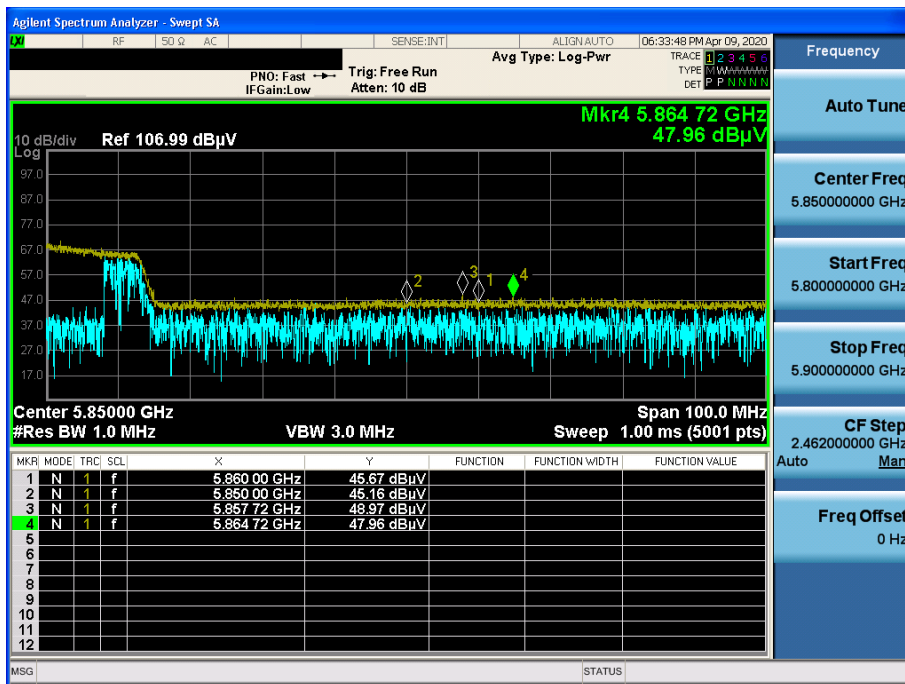 Agilent Spectrum Analyzer - Swept SA
LXI RF 50 Ω AC SENSE:INT ALIGN AUTO 06:33:48 PM Apr 09, 2020
Frequency
Avg Type: Log-Pwr TRACE 1 2 3 4 5 6
PNO: Fast Trig: Free Run TYPE M W W W W W
IFGain:Low Atten: 10 dB DET P P N N N N
Auto Tune
Mkr4 5.864 72 GHz
47.96 dBµV
10 dB/div Ref 106.99 dBµV
Log
97.0
87.0
77.0
67.0
57.0
47.0
37.0
27.0
17.0
2
3
1
4
Center Freq
5.850000000 GHz
Start Freq
5.800000000 GHz
Stop Freq
5.900000000 GHz
Center 5.85000 GHz Span 100.0 MHz
#Res BW 1.0 MHz VBW 3.0 MHz Sweep 1.00 ms (5001 pts)
CF Step
2.462000000 GHz
Auto Man
Freq Offset
0 Hz
MKR MODE TRC SCL X Y FUNCTION FUNCTION WIDTH FUNCTION VALUE
1 N 1 f 5.860 00 GHz 45.67 dBµV
2 N 1 f 5.850 00 GHz 45.16 dBµV
3 N 1 f 5.857 72 GHz 48.97 dBµV
4 N 1 f 5.864 72 GHz 47.96 dBµV
5
6
7
8
9
10
11
12
MSG STATUS